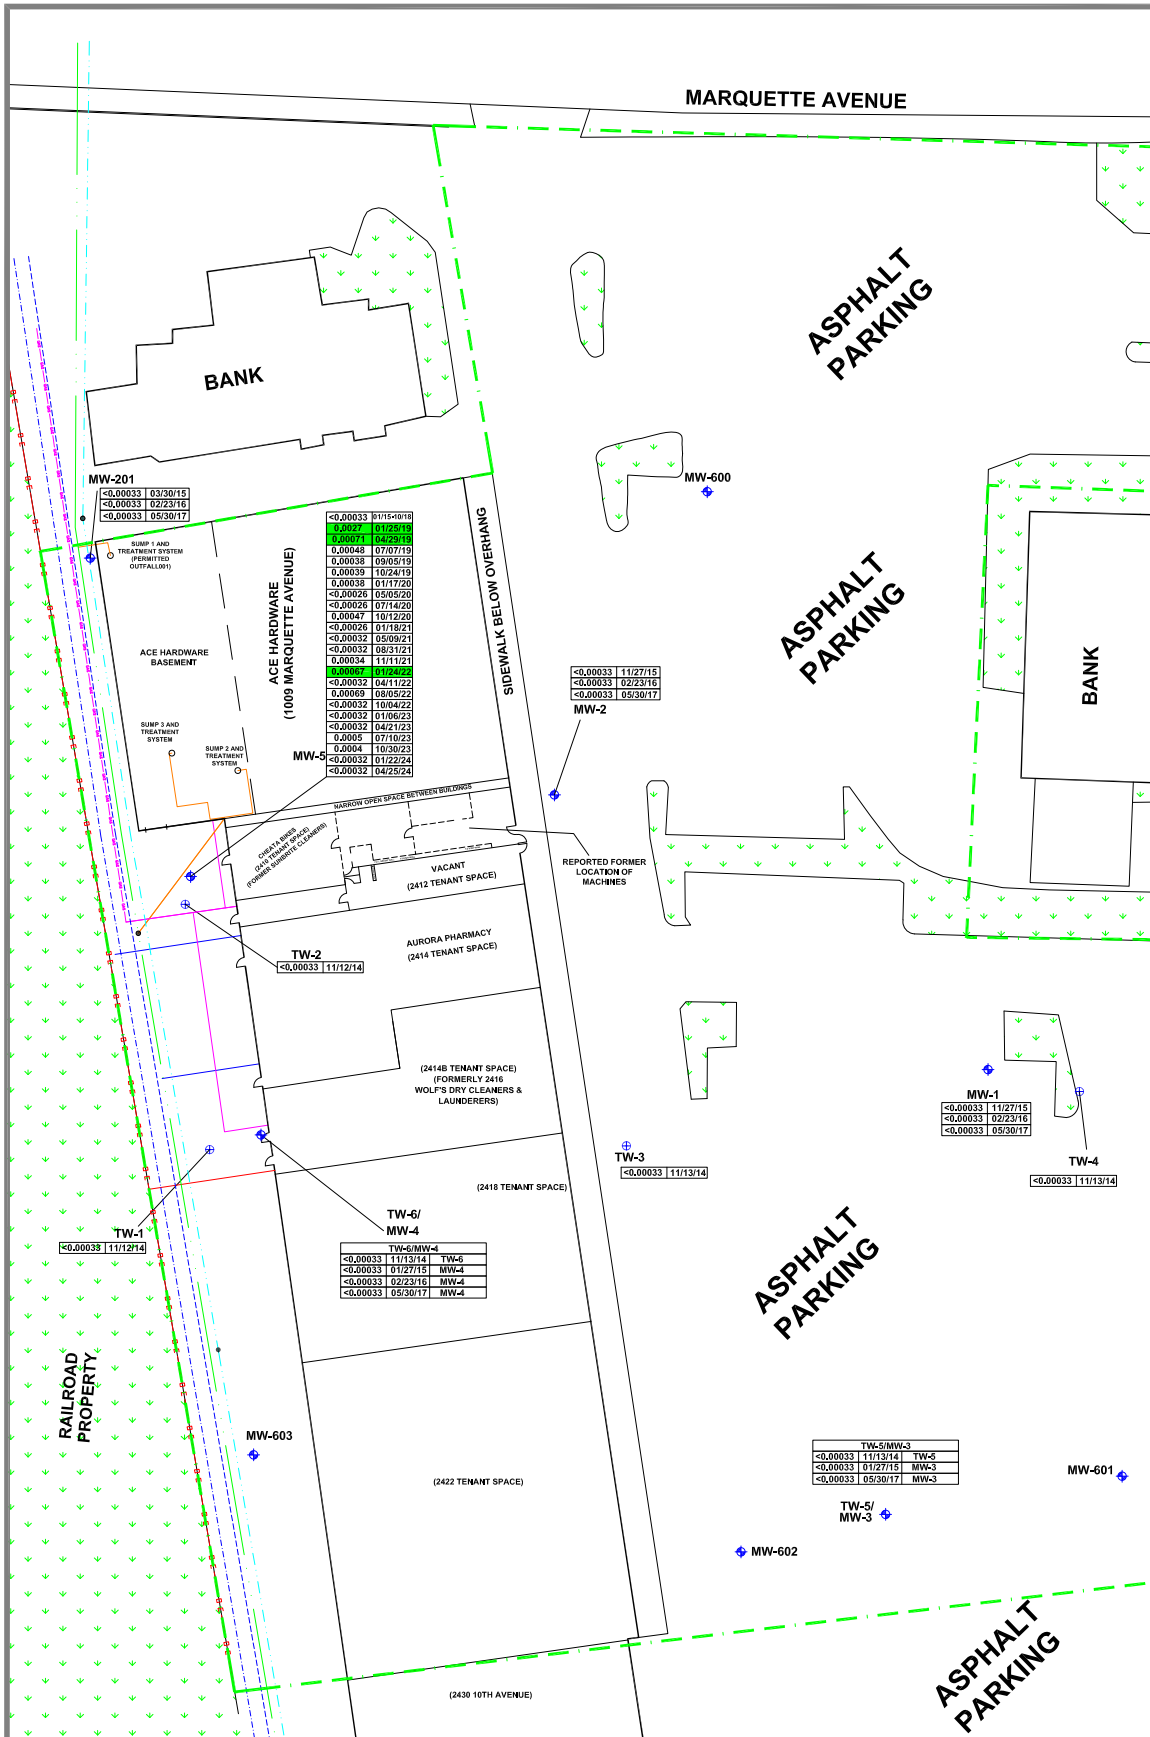 MARQUETTE AVENUE
ASPHALT
PARKING
BANK
MW-201
<0.00033 03/30/15
<0.00033 02/23/16
<0.00033 05/30/17
MW-600
SUMP 1 AND
TREATMENT SYSTEM
(PERMITTED
OUTFALL001)
ACE HARDWARE
BASEMENT
ACE HARDWARE
(1009 MARQUETTE AVENUE)
SIDEWALK BELOW OVERHANG
<0.00033 01/15-10/18
0.0027 01/25/19
0.00071 04/29/19
0.00048 07/07/19
0.00038 09/05/19
0.00039 10/24/19
0.00038 01/17/20
<0.00026 05/05/20
<0.00026 07/14/20
0.00047 10/12/20
<0.00026 01/18/21
<0.00032 05/09/21
<0.00032 08/31/21
0.00034 11/11/21
0.00067 01/24/22
<0.00032 04/11/22
0.00069 08/05/22
<0.00032 10/04/22
<0.00032 01/06/23
<0.00032 04/21/23
0.0005 07/10/23
0.0004 10/30/23
<0.00032 01/22/24
<0.00032 04/25/24
MW-5
ASPHALT
PARKING
BANK
<0.00033 11/27/15
<0.00033 02/23/16
<0.00033 05/30/17
MW-2
SUMP 3 AND
TREATMENT
SYSTEM
SUMP 2 AND
TREATMENT
SYSTEM
NARROW OPEN SPACE BETWEEN BUILDINGS
CHEATA BIKES
(2410 TENANT SPACE)
(FORMER SUNBRITE CLEANERS)
VACANT
(2412 TENANT SPACE)
REPORTED FORMER
LOCATION OF
MACHINES
AURORA PHARMACY
(2414 TENANT SPACE)
TW-2
<0.00033 11/12/14
(2414B TENANT SPACE)
(FORMERLY 2416
WOLF'S DRY CLEANERS &
LAUNDERERS)
MW-1
<0.00033 11/27/15
<0.00033 02/23/16
<0.00033 05/30/17
TW-3
<0.00033 11/13/14
TW-4
<0.00033 11/13/14
(2418 TENANT SPACE)
TW-1
<0.00033 11/12/14
TW-6/
MW-4
TW-6/MW-4
<0.00033 11/13/14 TW-6
<0.00033 01/27/15 MW-4
<0.00033 02/23/16 MW-4
<0.00033 05/30/17 MW-4
ASPHALT
PARKING
RAILROAD
PROPERTY
MW-603
(2422 TENANT SPACE)
TW-5/MW-3
<0.00033 11/13/14 TW-5
<0.00033 01/27/15 MW-3
<0.00033 05/30/17 MW-3
TW-5/
MW-3
MW-601
MW-602
ASPHALT
PARKING
(2430 10TH AVENUE)